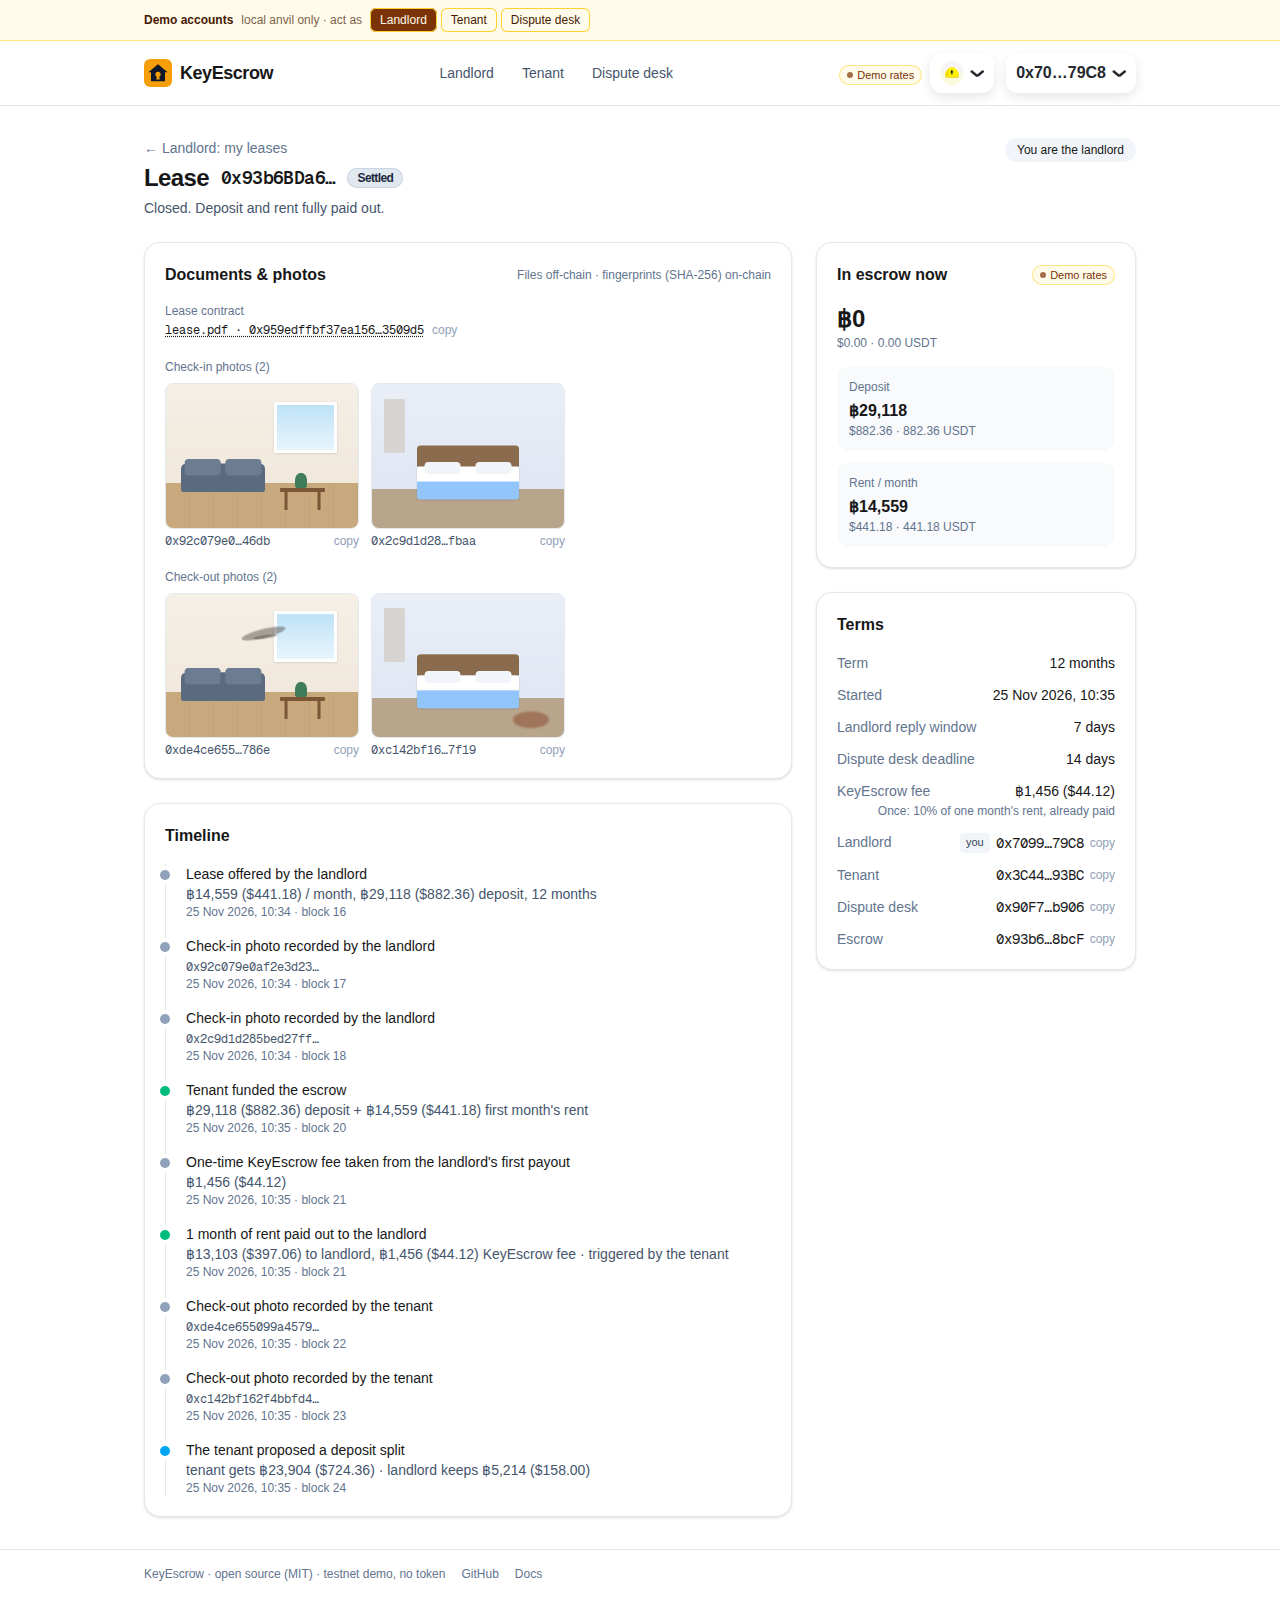 Demo accounts local anvil only · act as Landlord Tenant Dispute desk
KeyEscrow
Landlord Tenant Dispute desk
Demo rates
0x70…79C8
← Landlord: my leases
You are the landlord
Lease 0x93b6BDa6… Settled
Closed. Deposit and rent fully paid out.
Documents & photos
Files off-chain · fingerprints (SHA-256) on-chain
Lease contract
lease.pdf · 0x959edffbf37ea156…3509d5 copy
Check-in photos (2)
0x92c079e0…46db copy
0x2c9d1d28…fbaa copy
Check-out photos (2)
0xde4ce655…786e copy
0xc142bf16…7f19 copy
Timeline
Lease offered by the landlord
฿14,559 ($441.18) / month, ฿29,118 ($882.36) deposit, 12 months
25 Nov 2026, 10:34 · block 16
Check-in photo recorded by the landlord
0x92c079e0af2e3d23…
25 Nov 2026, 10:34 · block 17
Check-in photo recorded by the landlord
0x2c9d1d285bed27ff…
25 Nov 2026, 10:34 · block 18
Tenant funded the escrow
฿29,118 ($882.36) deposit + ฿14,559 ($441.18) first month's rent
25 Nov 2026, 10:35 · block 20
One-time KeyEscrow fee taken from the landlord's first payout
฿1,456 ($44.12)
25 Nov 2026, 10:35 · block 21
1 month of rent paid out to the landlord
฿13,103 ($397.06) to landlord, ฿1,456 ($44.12) KeyEscrow fee · triggered by the tenant
25 Nov 2026, 10:35 · block 21
Check-out photo recorded by the tenant
0xde4ce655099a4579…
25 Nov 2026, 10:35 · block 22
Check-out photo recorded by the tenant
0xc142bf162f4bbfd4…
25 Nov 2026, 10:35 · block 23
The tenant proposed a deposit split
tenant gets ฿23,904 ($724.36) · landlord keeps ฿5,214 ($158.00)
25 Nov 2026, 10:35 · block 24
In escrow now
Demo rates
฿0
$0.00 · 0.00 USDT
Deposit
฿29,118
$882.36 · 882.36 USDT
Rent / month
฿14,559
$441.18 · 441.18 USDT
Terms
Term 12 months
Started 25 Nov 2026, 10:35
Landlord reply window 7 days
Dispute desk deadline 14 days
KeyEscrow fee ฿1,456 ($44.12)
Once: 10% of one month's rent, already paid
Landlord you 0x7099…79C8 copy
Tenant 0x3C44…93BC copy
Dispute desk 0x90F7…b906 copy
Escrow 0x93b6…8bcF copy
KeyEscrow · open source (MIT) · testnet demo, no token GitHub Docs